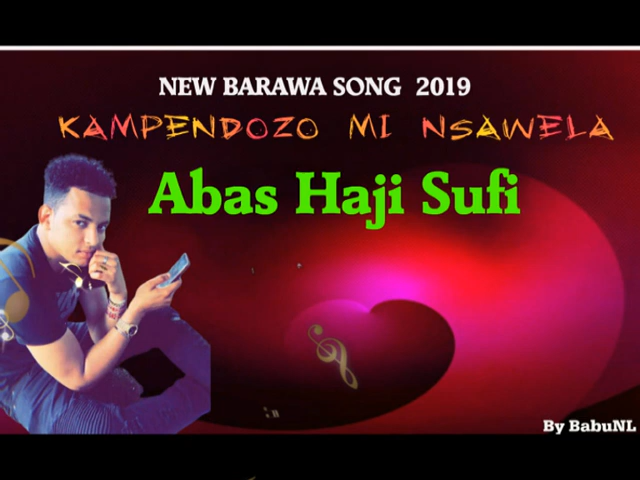 NEW BARAWA SONG 2019
KAMPENDOZO MI NSAWELA
Abas Haji Sufi
By BabuNL